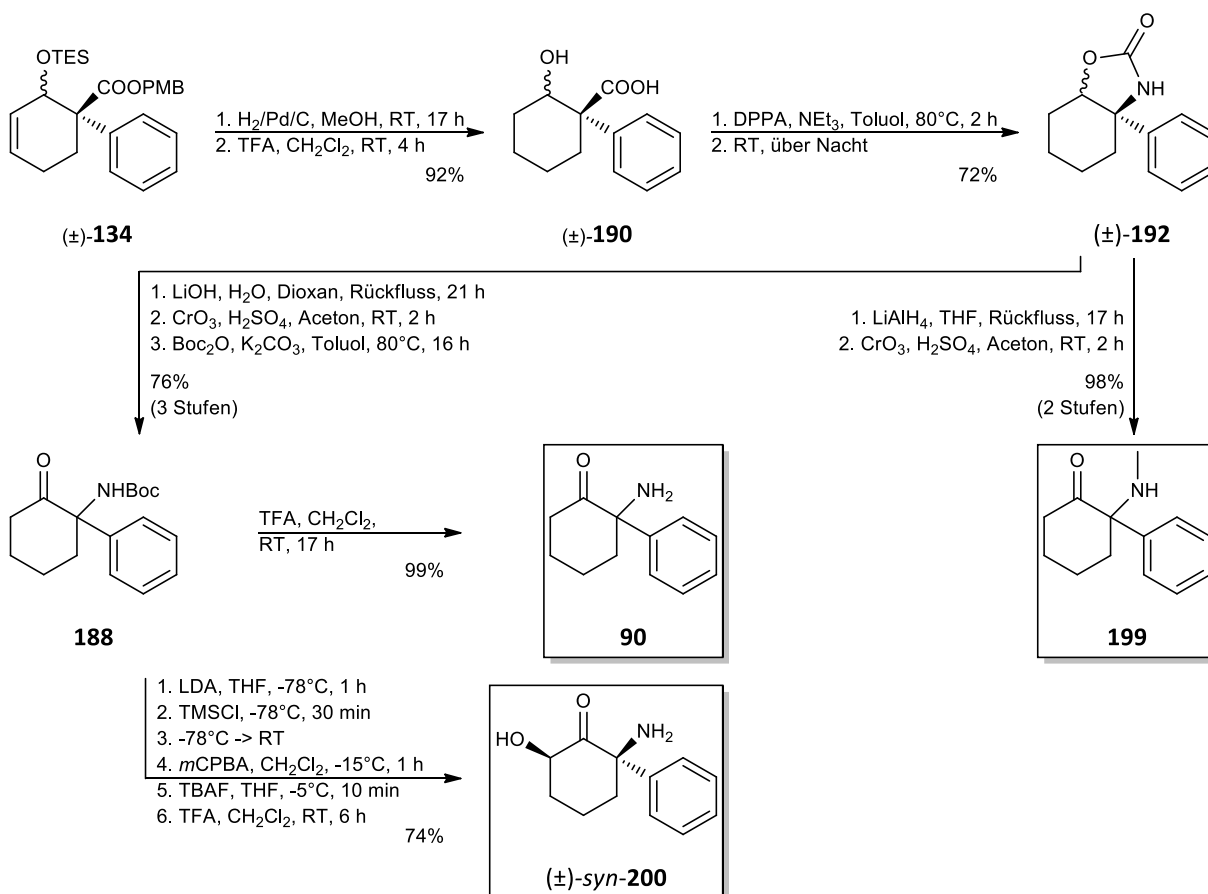 OTES
COOPMB
1. H2/Pd/C, MeOH, RT, 17 h
2. TFA, CH2Cl2, RT, 4 h
92%
OH
COOH
1. DPPA, NEt3, Toluol, 80°C, 2 h
2. RT, über Nacht
72%
O
O
NH
(±)-134
(±)-190
(±)-192
1. LiOH, H2O, Dioxan, Rückfluss, 21 h
2. CrO3, H2SO4, Aceton, RT, 2 h
3. Boc2O, K2CO3, Toluol, 80°C, 16 h
76%
(3 Stufen)
1. LiAlH4, THF, Rückfluss, 17 h
2. CrO3, H2SO4, Aceton, RT, 2 h
98%
(2 Stufen)
O
NHBoc
188
TFA, CH2Cl2,
RT, 17 h
99%
O
NH2
90
O
NH
199
1. LDA, THF, -78°C, 1 h
2. TMSCl, -78°C, 30 min
3. -78°C -> RT
4. mCPBA, CH2Cl2, -15°C, 1 h
5. TBAF, THF, -5°C, 10 min
6. TFA, CH2Cl2, RT, 6 h
74%
O
HO
NH2
(±)-syn-200